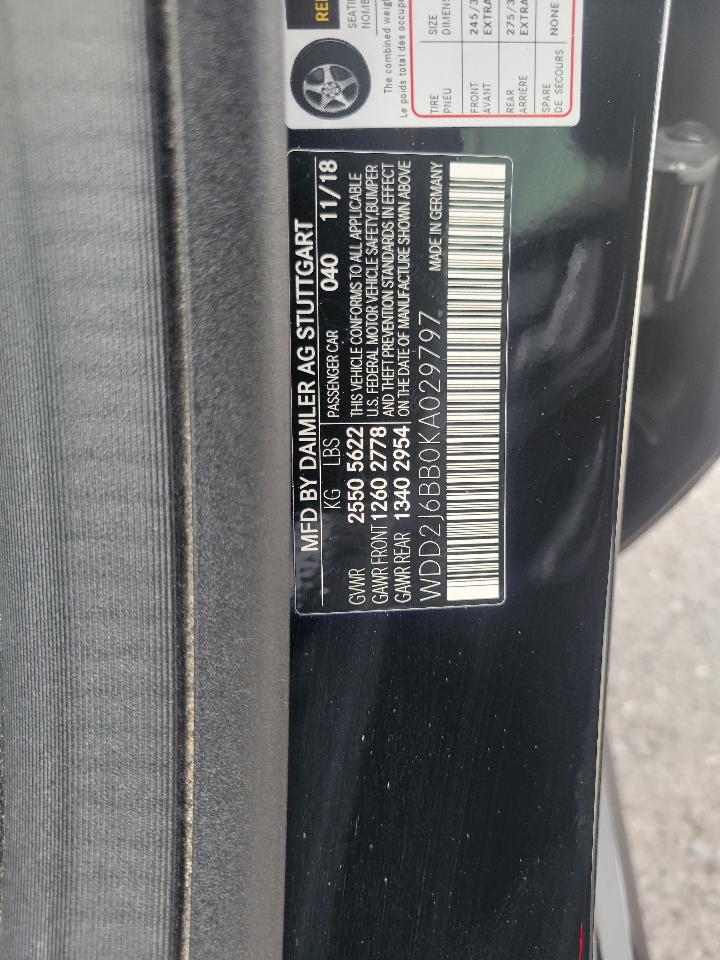 MFD BY DAIMLER AG STUTTGART
KG LBS
GVWR 2550 5622
GAWR FRONT 1260 2778
GAWR REAR 1340 2954
PASSENGER CAR 040 11/18
THIS VEHICLE CONFORMS TO ALL APPLICABLE
U.S. FEDERAL MOTOR VEHICLE SAFETY,BUMPER
AND THEFT PREVENTION STANDARDS IN EFFECT
ON THE DATE OF MANUFACTURE SHOWN ABOVE
WDD2J6BB0KA029797
MADE IN GERMANY
The combined weig
Le poids total des occup
TIRE SIZE
PNEU DIMEN
FRONT 245/3
AVANT EXTRA
REAR 275/3
ARRIÈRE EXTRA
SPARE NONE
DE SECOURS